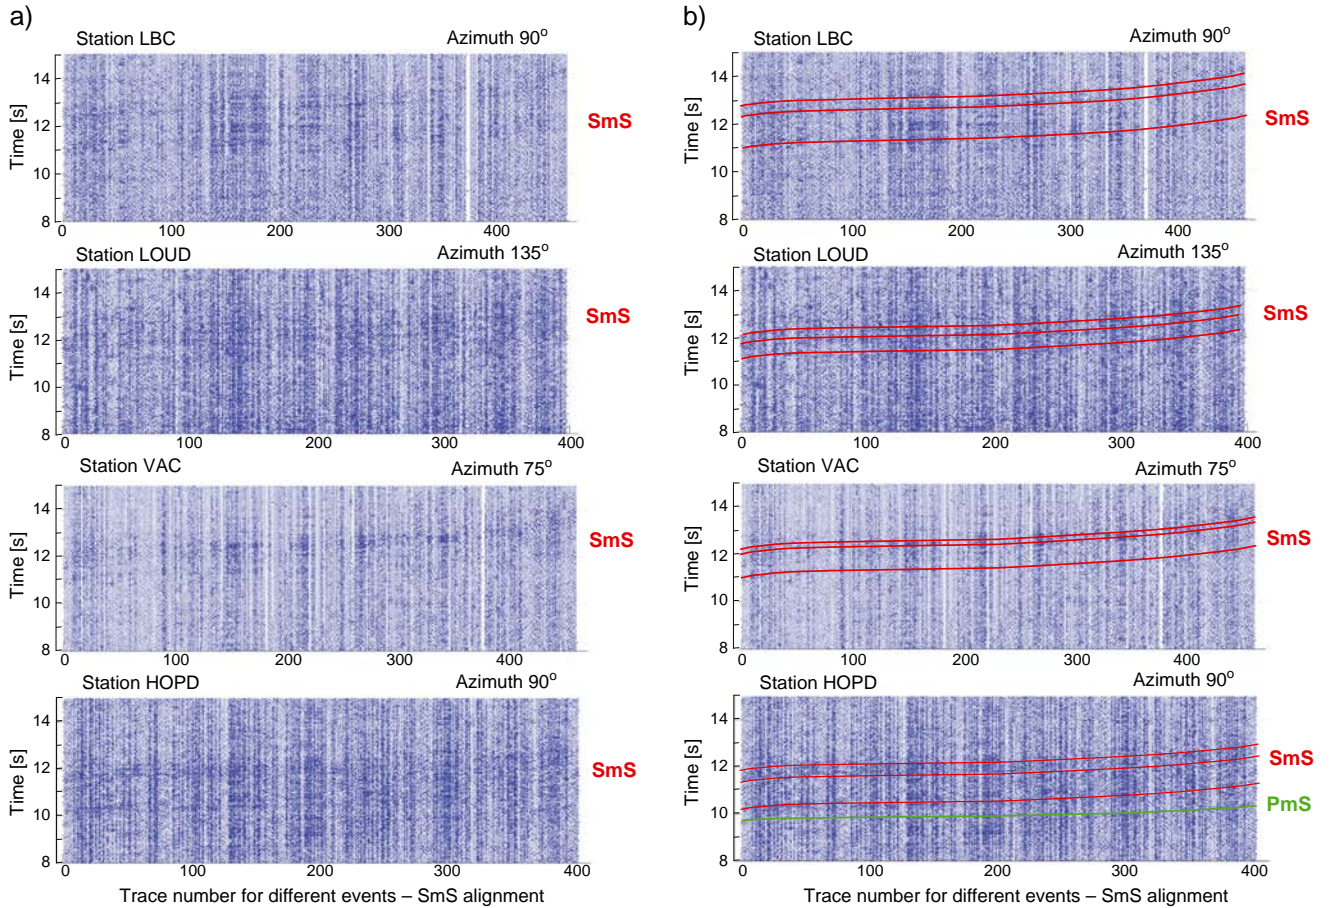 a)
Station LBC
Azimuth 90°
14
12
10
8
Time [s]
SmS
0
100
200
300
400
Station LOUD
Azimuth 135°
14
12
10
8
Time [s]
SmS
0
100
200
300
400
Station VAC
Azimuth 75°
14
12
10
8
Time [s]
SmS
0
100
200
300
400
Station HOPD
Azimuth 90°
14
12
10
8
Time [s]
SmS
0
100
200
300
400
Trace number for different events – SmS alignment
b)
Station LBC
Azimuth 90°
14
12
10
8
Time [s]
SmS
0
100
200
300
400
Station LOUD
Azimuth 135°
14
12
10
8
Time [s]
SmS
0
100
200
300
400
Station VAC
Azimuth 75°
14
12
10
8
Time [s]
SmS
0
100
200
300
400
Station HOPD
Azimuth 90°
14
12
10
8
Time [s]
SmS
PmS
0
100
200
300
400
Trace number for different events – SmS alignment